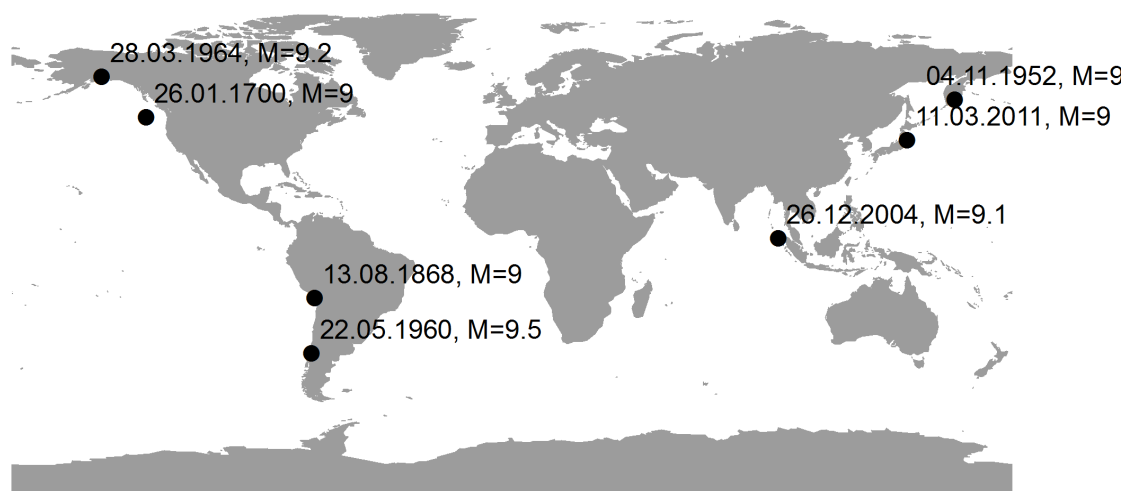 28.03.1964, M=9.2
26.01.1700, M=9
04.11.1952, M=9
11.03.2011, M=9
26.12.2004, M=9.1
13.08.1868, M=9
22.05.1960, M=9.5